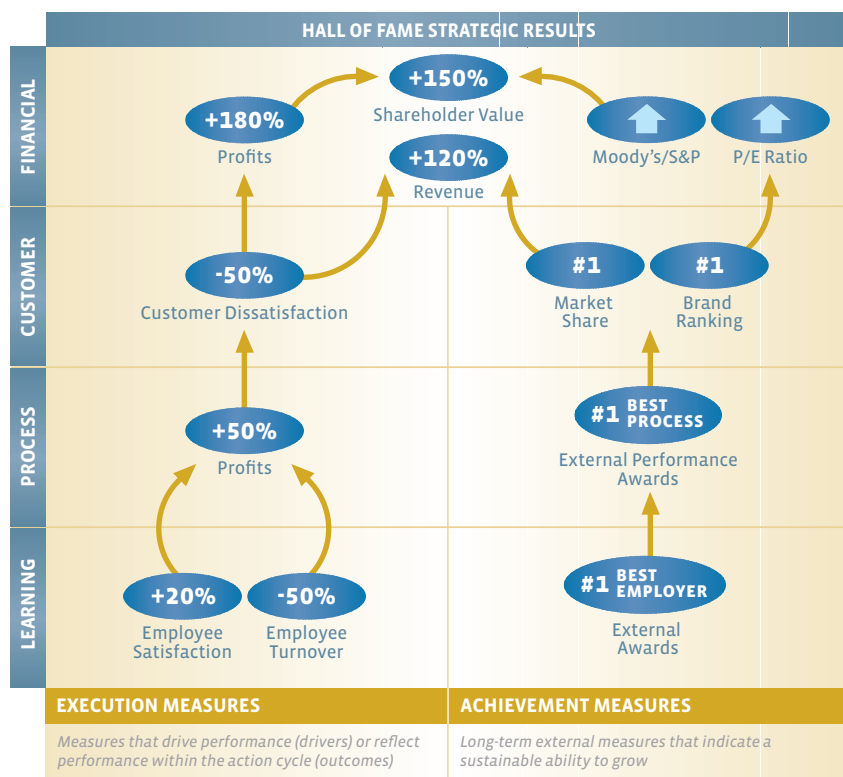 HALL OF FAME STRATEGIC RESULTS
FINANCIAL
+150%
Shareholder Value
+180%
Profits
+120%
Revenue
Moody's/S&P
P/E Ratio
CUSTOMER
-50%
Customer Dissatisfaction
#1
Market
Share
#1
Brand
Ranking
PROCESS
+50%
Profits
#1 BEST
PROCESS
External Performance
Awards
LEARNING
+20%
Employee
Satisfaction
-50%
Employee
Turnover
#1 BEST
EMPLOYER
External
Awards
EXECUTION MEASURES
Measures that drive performance (drivers) or reflect
performance within the action cycle (outcomes)
ACHIEVEMENT MEASURES
Long-term external measures that indicate a
sustainable ability to grow